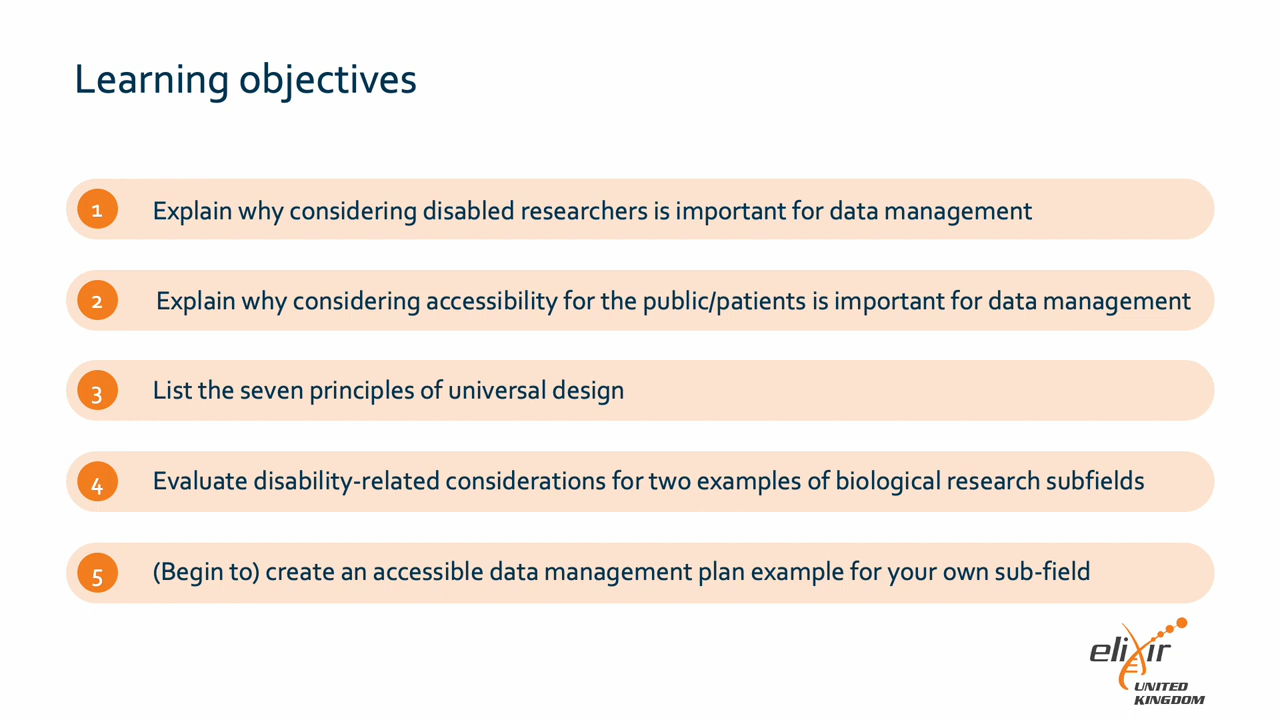 Learning objectives
1
Explain why considering disabled researchers is important for data management
2
Explain why considering accessibility for the public/patients is important for data management
3
List the seven principles of universal design
4
Evaluate disability-related considerations for two examples of biological research subfields
5
(Begin to) create an accessible data management plan example for your own sub-field
elixir
UNITED
KINGDOM